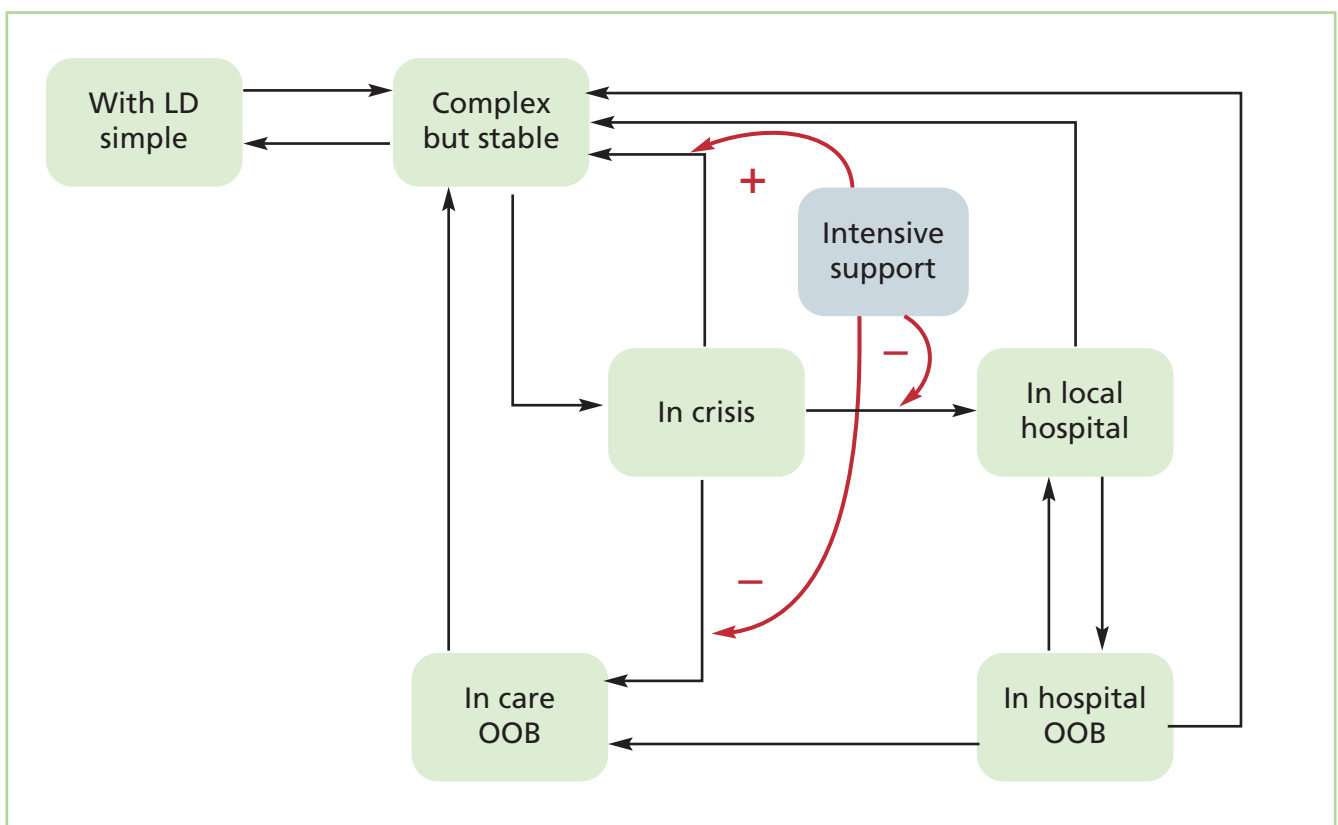 With LD
simple
Complex
but stable
+
Intensive
support
−
In crisis
In local
hospital
−
In care
OOB
In hospital
OOB